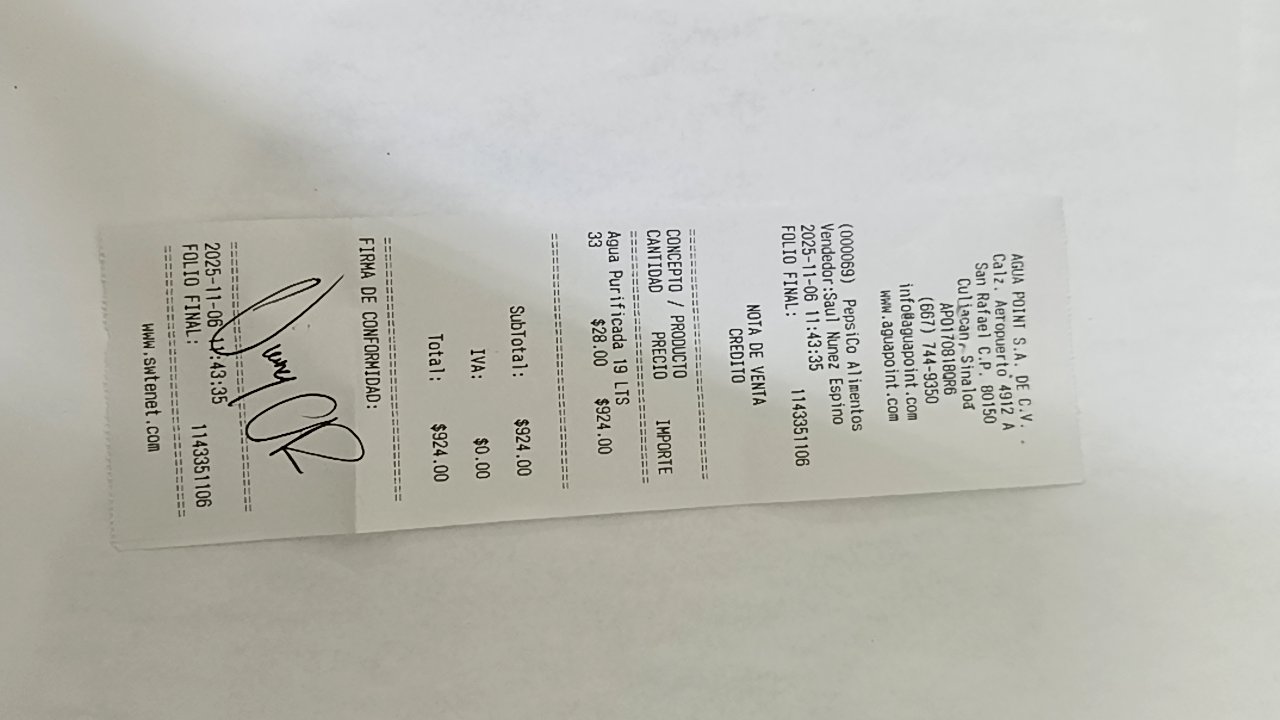 AGUA POINT S.A. DE C.V.
Calz. Aeropuerto 4912 A
San Rafael C.P. 80150
Culiacan, Sinaloa
APO170818QR6
(667) 744-9350
info@aguapoint.com
www.aguapoint.com
(000069) PepsiCo Alimentos
Vendedor:Saul Nunez Espino
2025-11-06 11:43:35
FOLIO FINAL: 1143351106
NOTA DE VENTA
CREDITO
CONCEPTO / PRODUCTO
CANTIDAD PRECIO IMPORTE
Agua Purificada 19 LTS
33 $28.00 $924.00
SubTotal: $924.00
IVA: $0.00
Total: $924.00
FIRMA DE CONFORMIDAD:
2025-11-06 11:43:35
FOLIO FINAL: 1143351106
www.swtenet.com